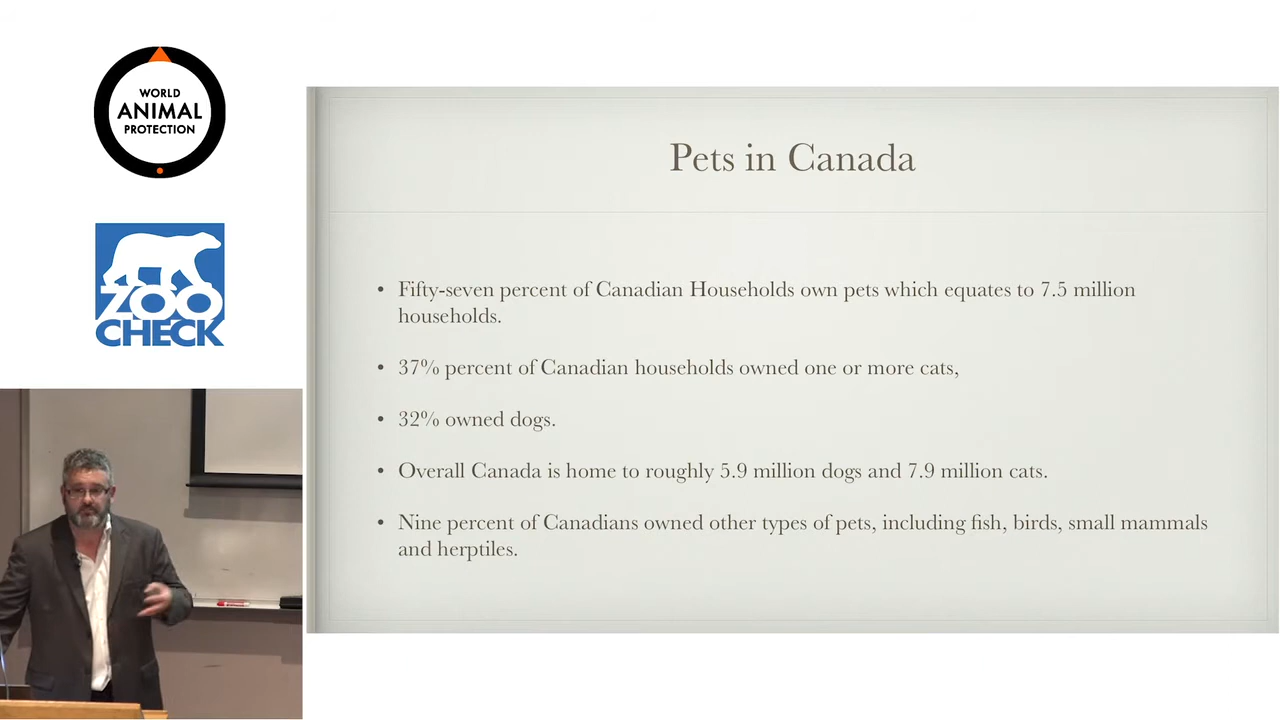 WORLD
ANIMAL
PROTECTION
ZOO
CHECK
Pets in Canada
• Fifty-seven percent of Canadian Households own pets which equates to 7.5 million
households.
• 37% percent of Canadian households owned one or more cats,
• 32% owned dogs.
• Overall Canada is home to roughly 5.9 million dogs and 7.9 million cats.
• Nine percent of Canadians owned other types of pets, including fish, birds, small mammals
and herptiles.